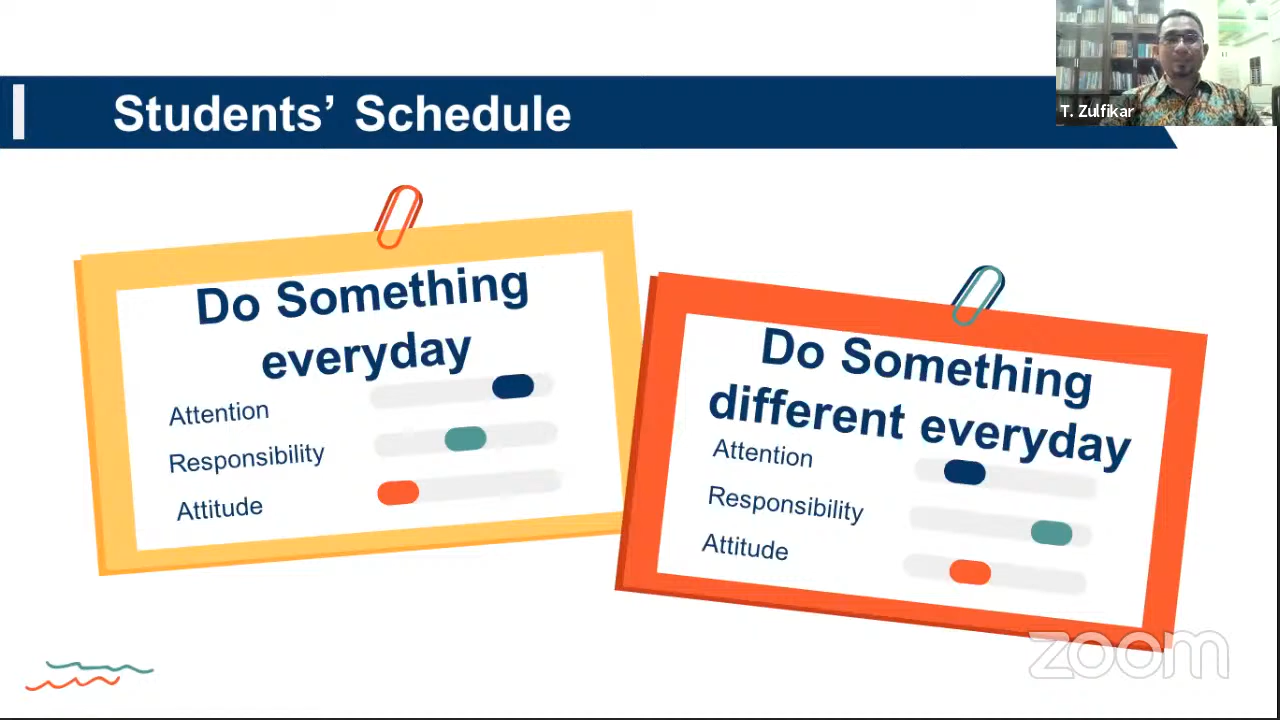 Students’ Schedule
T. Zulfikar
Do Something
everyday
Attention
Responsibility
Attitude
Do Something
different everyday
Attention
Responsibility
Attitude
zoom